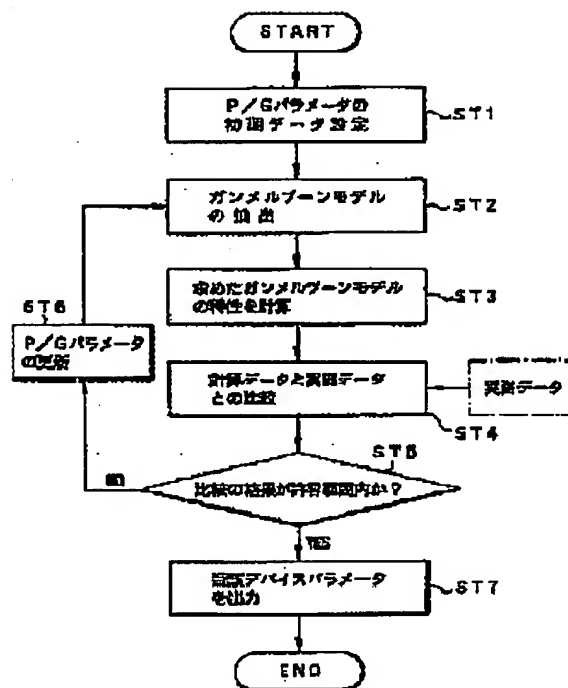 START
P/Gパラメータの
初期データ設定
ST1
ガンメルプーンモデル
の抽出
ST2
求めたガンメルプーンモデル
の特性を計算
ST3
ST6
P/Gパラメータ
の更新
計算データと実測データ
との比較
実測データ
ST4
ST5
比較の結果が許容範囲内か?
NO
YES
デバイスパラメータ
を出力
ST7
END